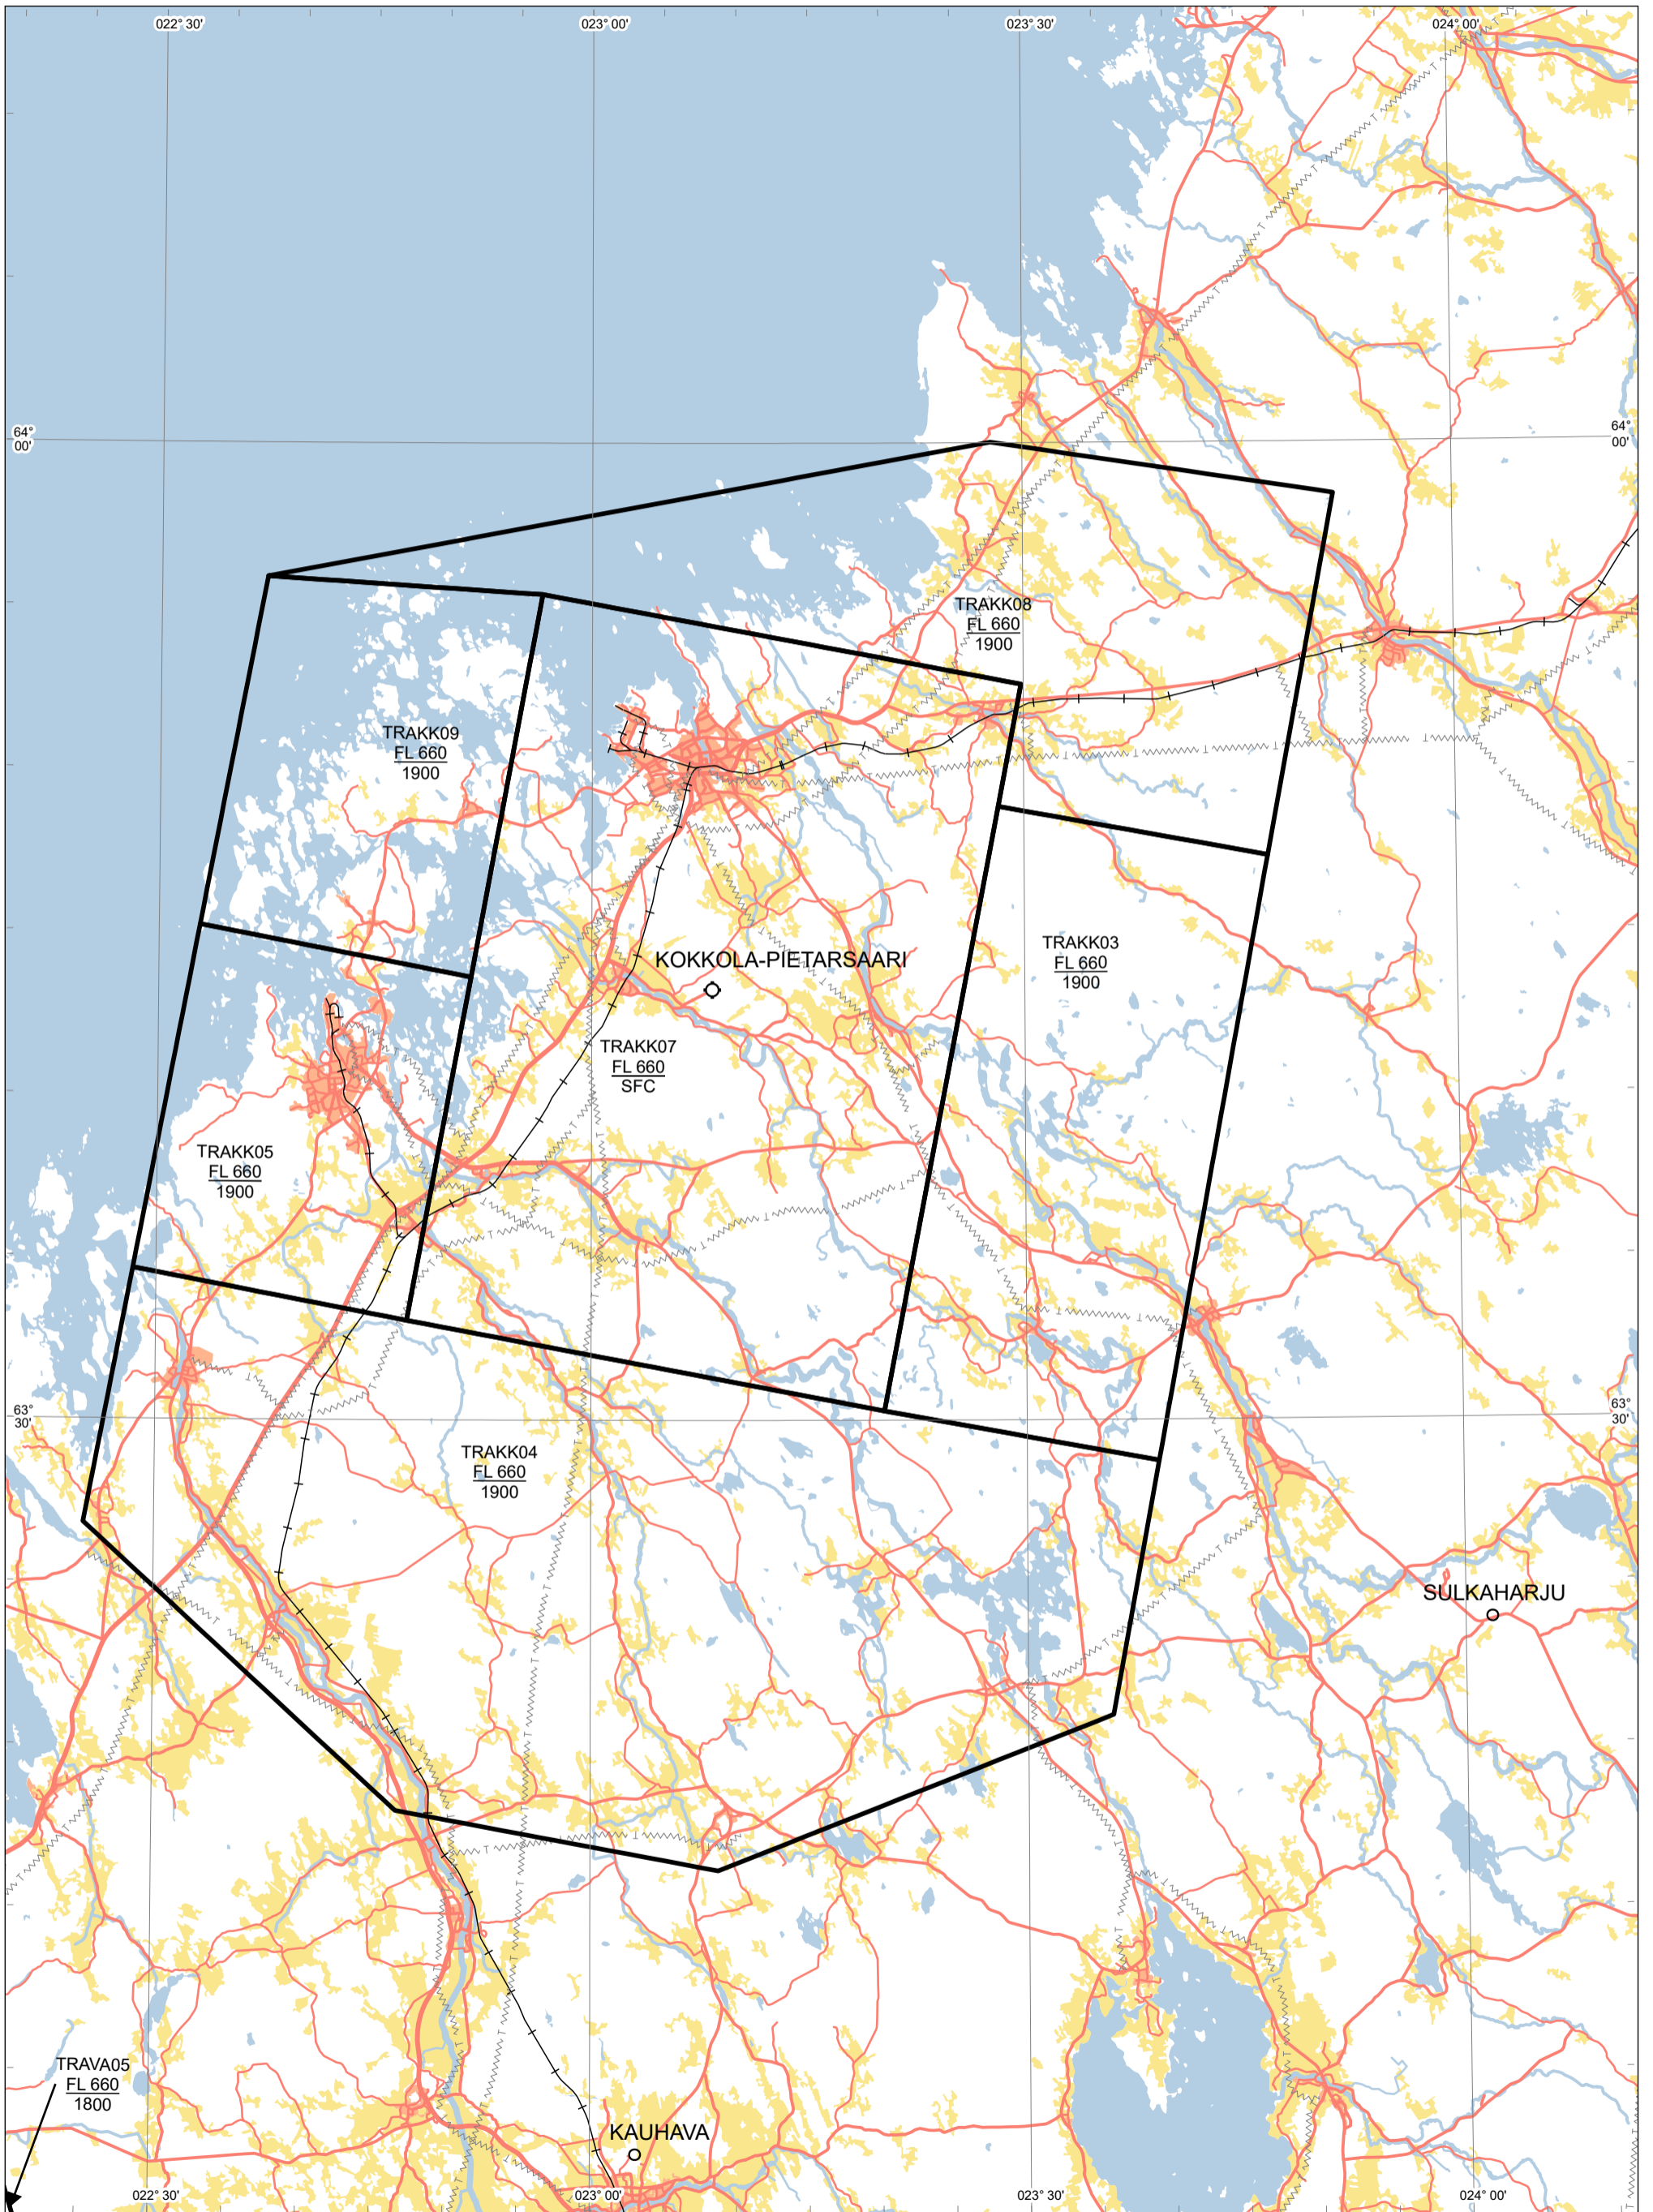 022° 30'
023° 00'
023° 30'
024° 00'
64°
00'
64°
00'
TRAKK08
FL 660
1900
TRAKK09
FL 660
1900
TRAKK03
FL 660
1900
KOKKOLA-PIETARSAARI
TRAKK07
FL 660
SFC
TRAKK05
FL 660
1900
63°
30'
63°
30'
TRAKK04
FL 660
1900
SULKAHARJU
TRAVA05
FL 660
1800
KAUHAVA
022° 30'
023° 00'
023° 30'
024° 00'